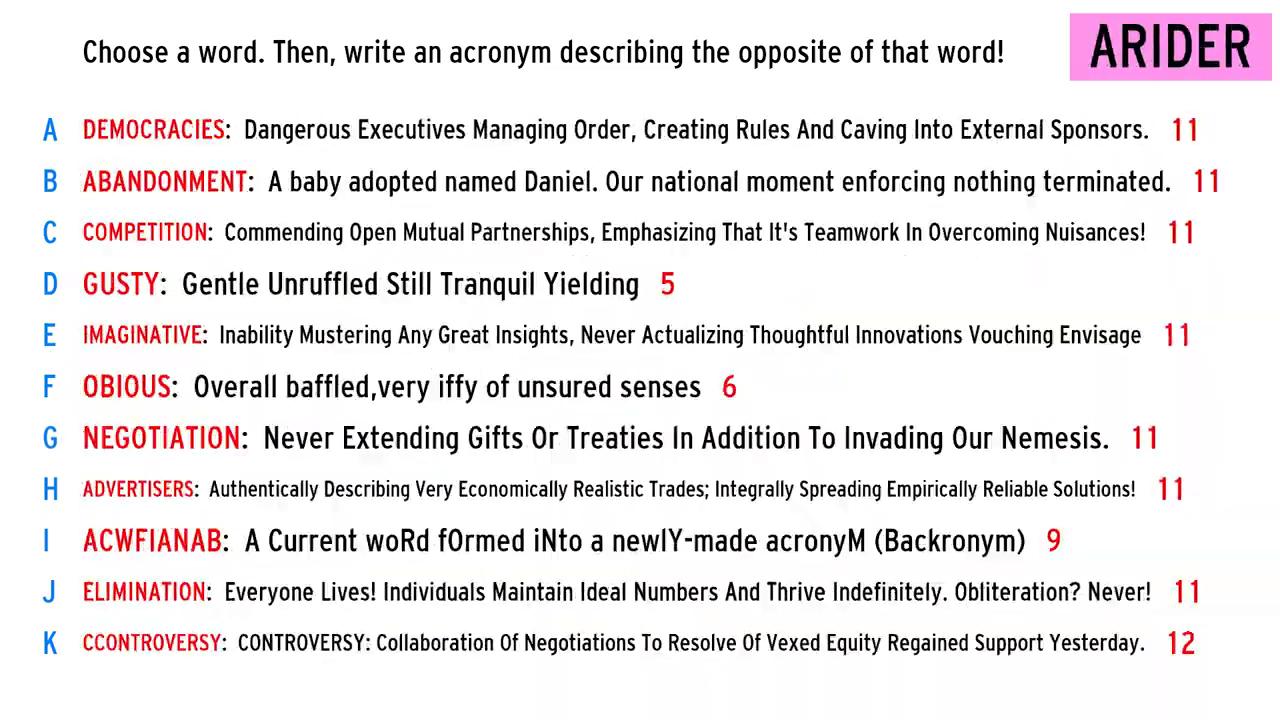 Choose a word. Then, write an acronym describing the opposite of that word!
ARIDER
A DEMOCRACIES: Dangerous Executives Managing Order, Creating Rules And Caving Into External Sponsors. 11
B ABANDONMENT: A baby adopted named Daniel. Our national moment enforcing nothing terminated. 11
C COMPETITION: Commending Open Mutual Partnerships, Emphasizing That It's Teamwork In Overcoming Nuisances! 11
D GUSTY: Gentle Unruffled Still Tranquil Yielding 5
E IMAGINATIVE: Inability Mustering Any Great Insights, Never Actualizing Thoughtful Innovations Vouching Envisage 11
F OBIOUS: Overall baffled,very iffy of unsured senses 6
G NEGOTIATION: Never Extending Gifts Or Treaties In Addition To Invading Our Nemesis. 11
H ADVERTISERS: Authentically Describing Very Economically Realistic Trades; Integrally Spreading Empirically Reliable Solutions! 11
I ACWFIANAB: A Current woRd fOrmed iNto a newlY-made acronyM (Backronym) 9
J ELIMINATION: Everyone Lives! Individuals Maintain Ideal Numbers And Thrive Indefinitely. Obliteration? Never! 11
K CCONTROVERSY: CONTROVERSY: Collaboration Of Negotiations To Resolve Of Vexed Equity Regained Support Yesterday. 12